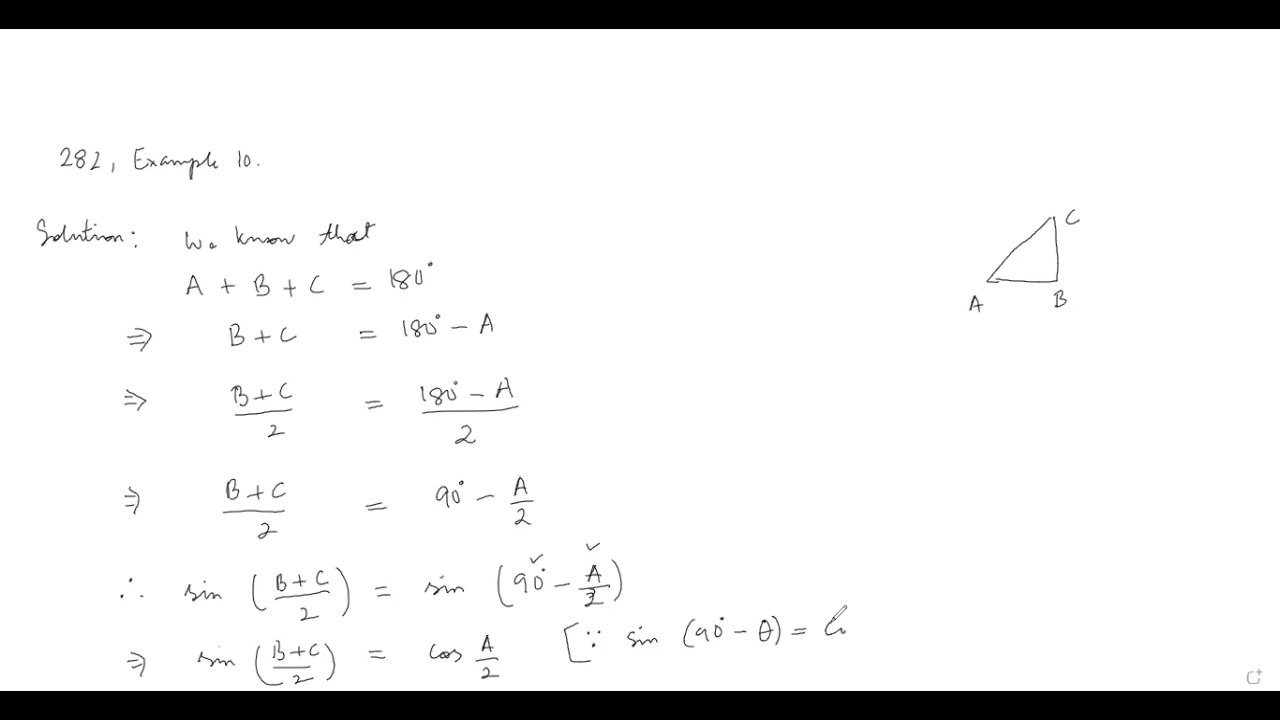 282, Example 10.
Solution: We know that
A + B + C = 180°
⇒ B + C = 180° - A
⇒ (B + C)/2 = (180° - A)/2
⇒ (B + C)/2 = 90° - A/2
∴ sin ((B + C)/2) = sin (90° - A/2)
⇒ sin ((B + C)/2) = cos A/2 [∵ sin (90° - θ) =
C
A
B